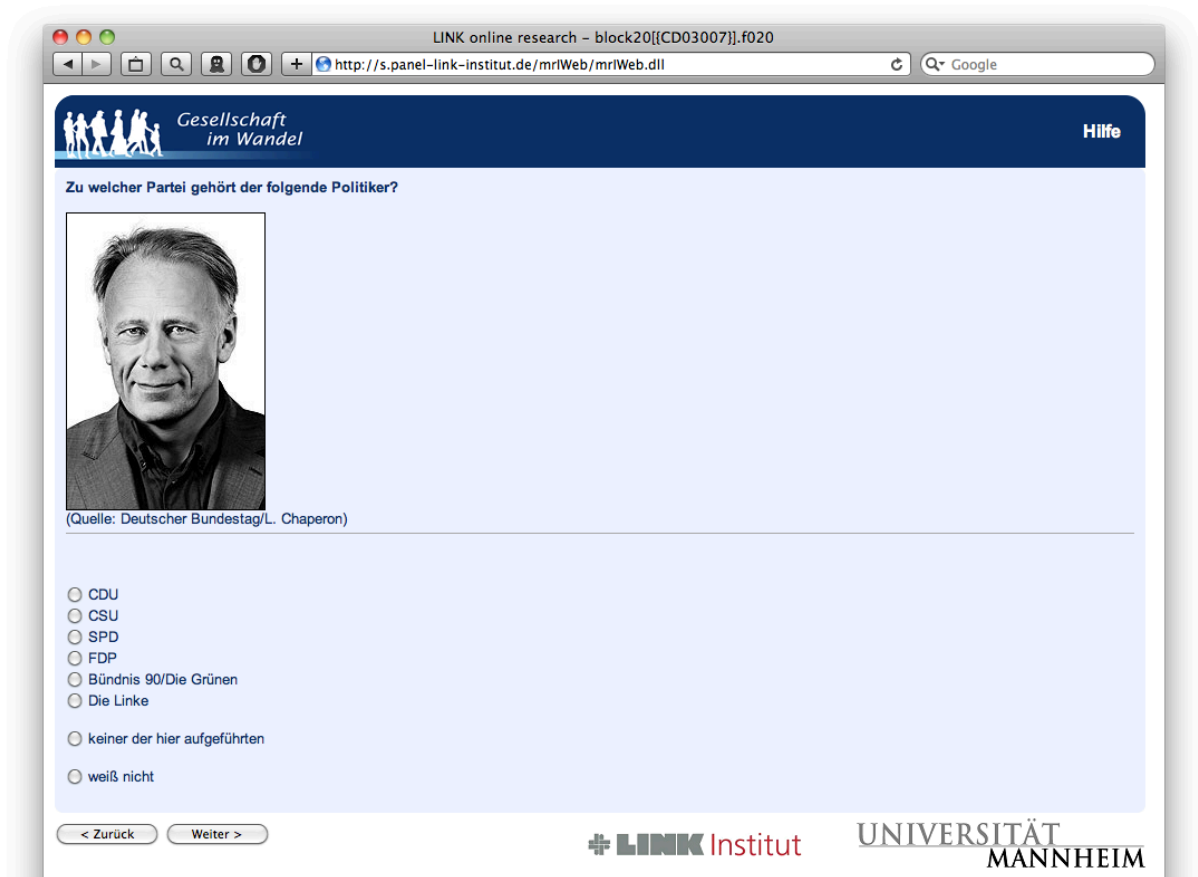 LINK online research – block20[{CD03007}].f020
http://s.panel-link-institut.de/mrIWeb/mrIWeb.dll
Google
Gesellschaft
im Wandel
Hilfe
Zu welcher Partei gehört der folgende Politiker?
(Quelle: Deutscher Bundestag/L. Chaperon)
CDU
CSU
SPD
FDP
Bündnis 90/Die Grünen
Die Linke
keiner der hier aufgeführten
weiß nicht
< Zurück
Weiter >
LINK Institut
UNIVERSITÄT
MANNHEIM